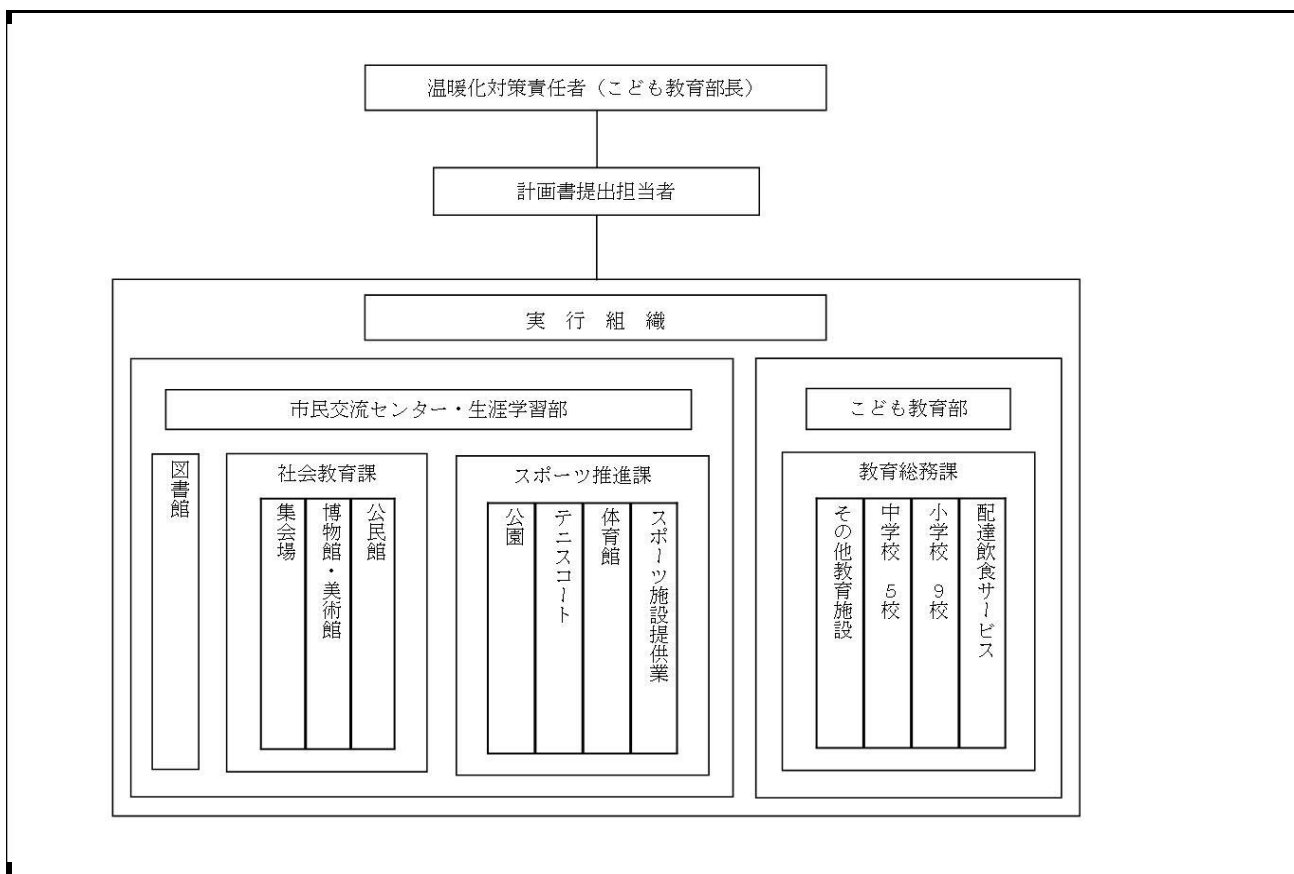 温暖化対策責任者（こども教育部長）
計画書提出担当者
実　行　組　織
市民交流センター・生涯学習部
図書館
社会教育課
集会場
博物館・美術館
公民館
スポーツ推進課
公園
テニスコート
体育館
スポーツ施設提供業
こども教育部
教育総務課
その他教育施設
中学校　５校
小学校　９校
配達飲食サービス